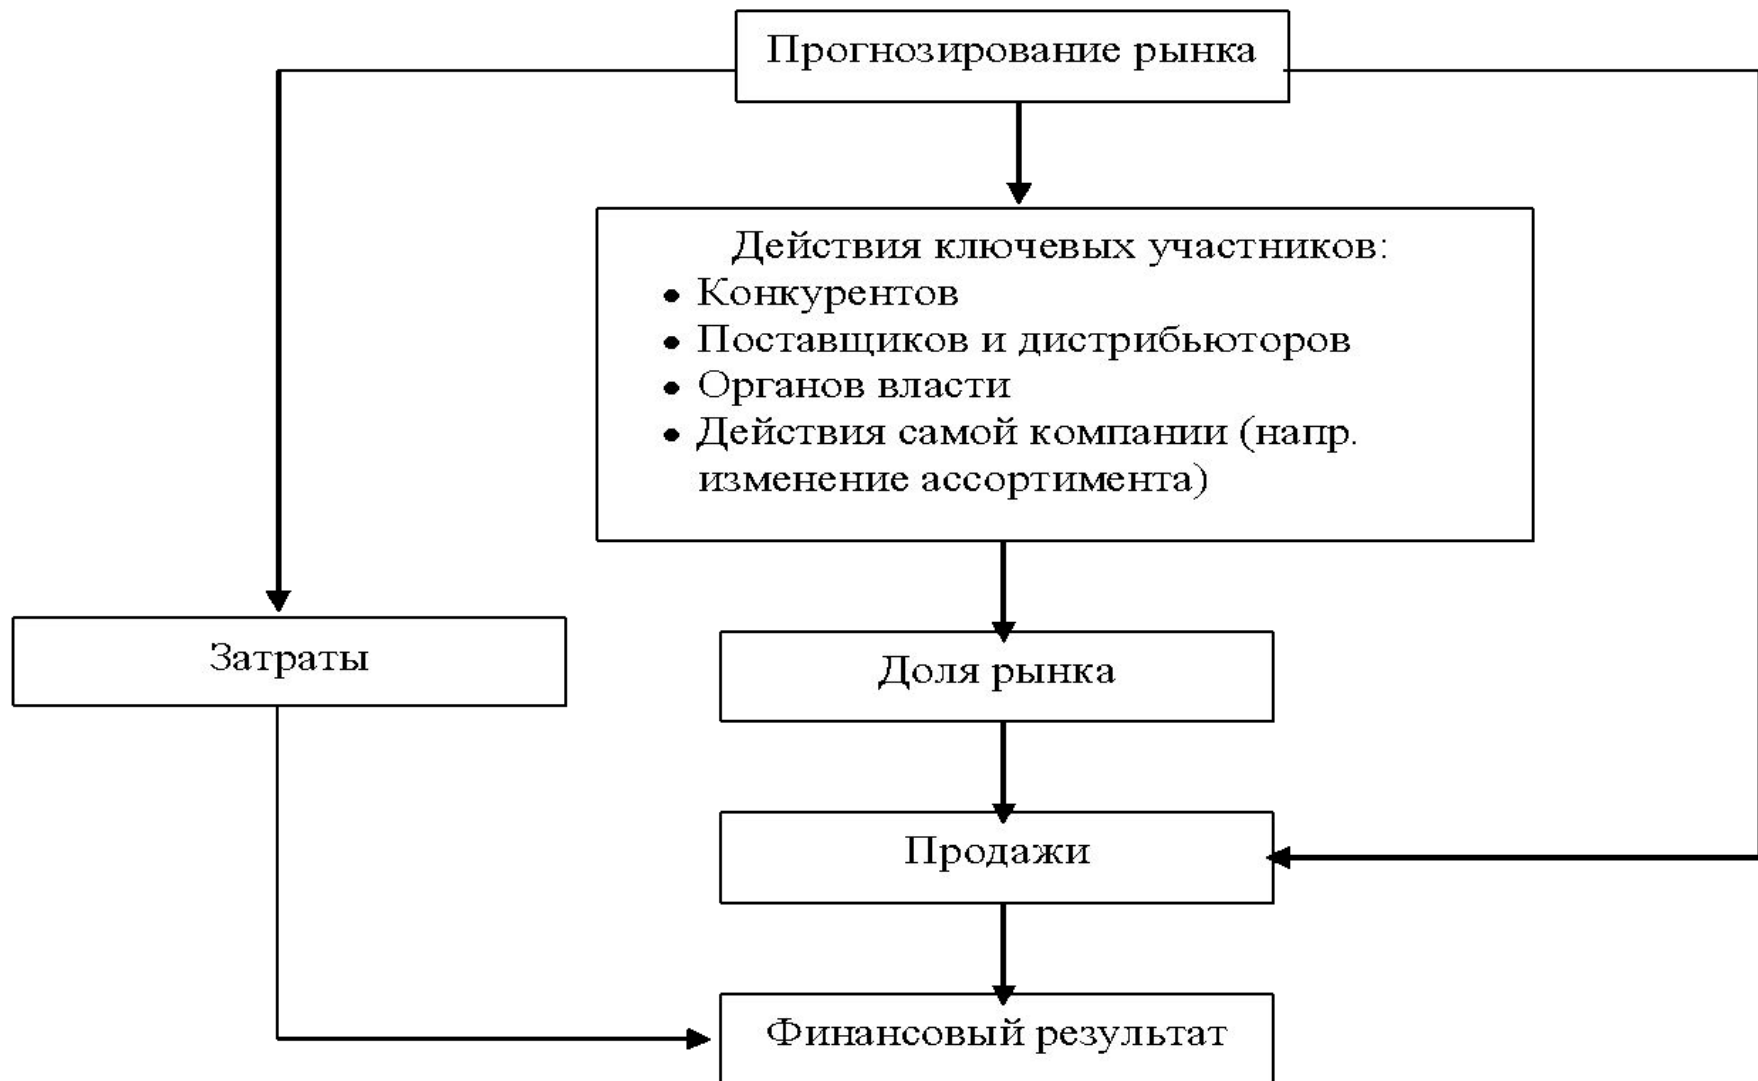 Прогнозирование рынка
Действия ключевых участников:
• Конкурентов
• Поставщиков и дистрибьюторов
• Органов власти
• Действия самой компании (напр.
изменение ассортимента)
Затраты
Доля рынка
Продажи
Финансовый результат